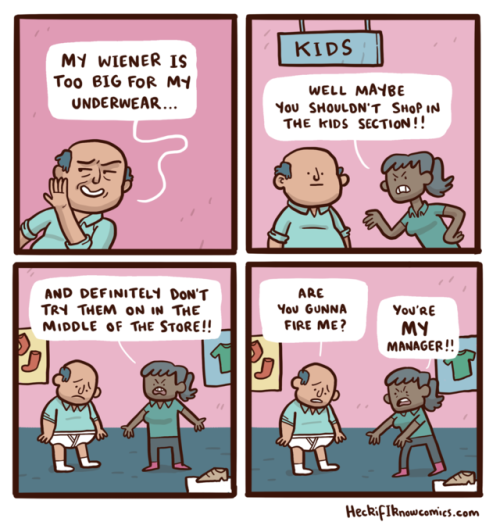 MY WIENER IS
TOO BIG FOR MY
UNDERWEAR...
KIDS
WELL MAYBE
YOU SHOULDN'T SHOP IN
THE KIDS SECTION!!
AND DEFINITELY DON'T
TRY THEM ON IN THE
MIDDLE OF THE STORE!!
ARE
YOU GUNNA
FIRE ME?
YOU'RE
MY
MANAGER!!
HeckifIknowcomics.com